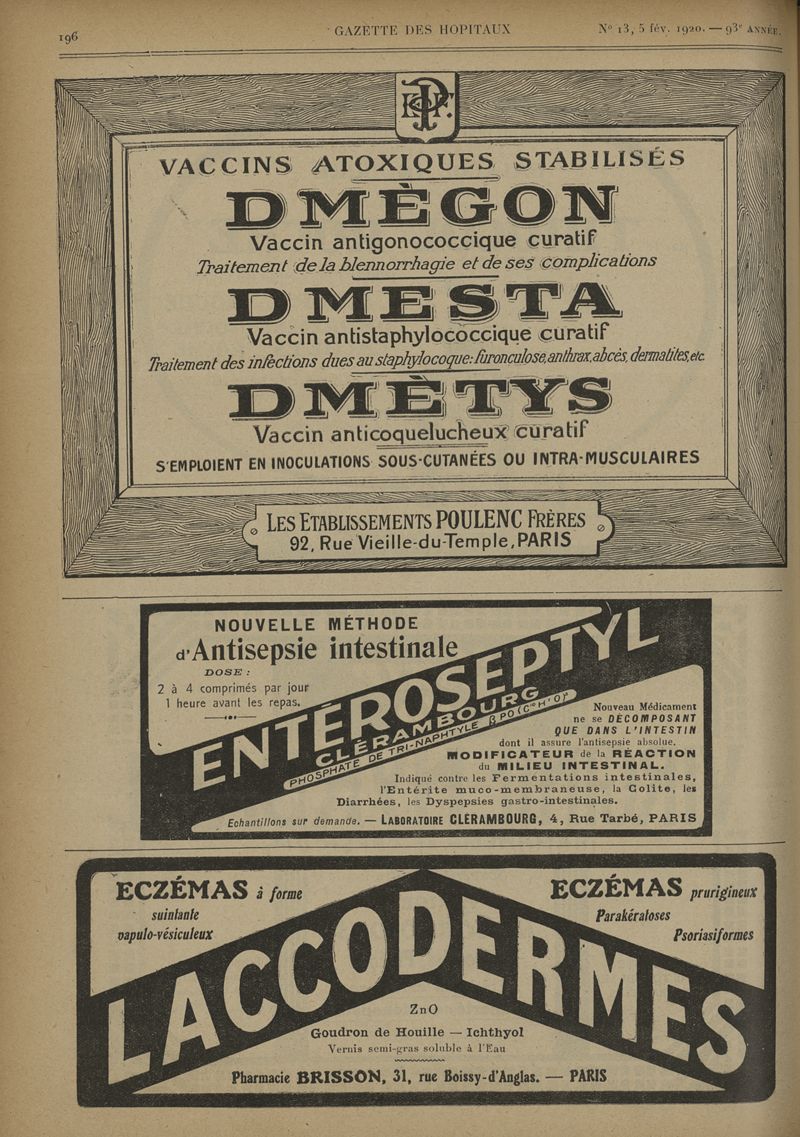 196
GAZETTE DES HOPITAUX
N° 13, 5 fév. 1920. — 93e ANNÉE.
VACCINS ATOXIQUES STABILISÉS
DMÈGON
Vaccin antigonococcique curatif
Traitement de la blennorrhagie et de ses complications
DMESTA
Vaccin antistaphylococcique curatif
Traitement des infections dues au staphylocoque: furonculose, anthrax, abcès, dermatites, etc.
DMÈTYS
Vaccin anticoquelucheux curatif
S'EMPLOIENT EN INOCULATIONS SOUS-CUTANÉES OU INTRA-MUSCULAIRES
LES ETABLISSEMENTS POULENC FRÈRES
92, Rue Vieille-du-Temple, PARIS
NOUVELLE MÉTHODE
d'Antisepsie intestinale
DOSE :
2 à 4 comprimés par jour
1 heure avant les repas.
ENTÉROSEPTYL
CLÉRAMBOURG
PHOSPHATE DE TRI-NAPHTYLE β PO
Nouveau Médicament
ne se DÉCOMPOSANT
QUE DANS L'INTESTIN
dont il assure l'antisepsie absolue.
MODIFICATEUR de la RÉACTION
du MILIEU INTESTINAL.
Indiqué contre les Fermentations intestinales,
l'Entérite muco-membraneuse, la Colite, les
Diarrhées, les Dyspepsies gastro-intestinales.
Echantillons sur demande. — LABORATOIRE CLÉRAMBOURG, 4, Rue Tarbé, PARIS
ECZÉMAS à forme
suintante
papulo-vésiculeux
ECZÉMAS prurigineux
Parakératoses
Psoriasiformes
LACCODERMES
ZnO
Goudron de Houille — Ichthyol
Vernis semi-gras soluble à l'Eau
Pharmacie BRISSON, 31, rue Boissy-d'Anglas. — PARIS